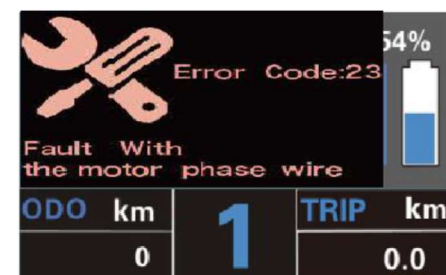 54%
Error Code:23
Fault With
the motor phase wire
ODO km
0
1
TRIP km
0.0